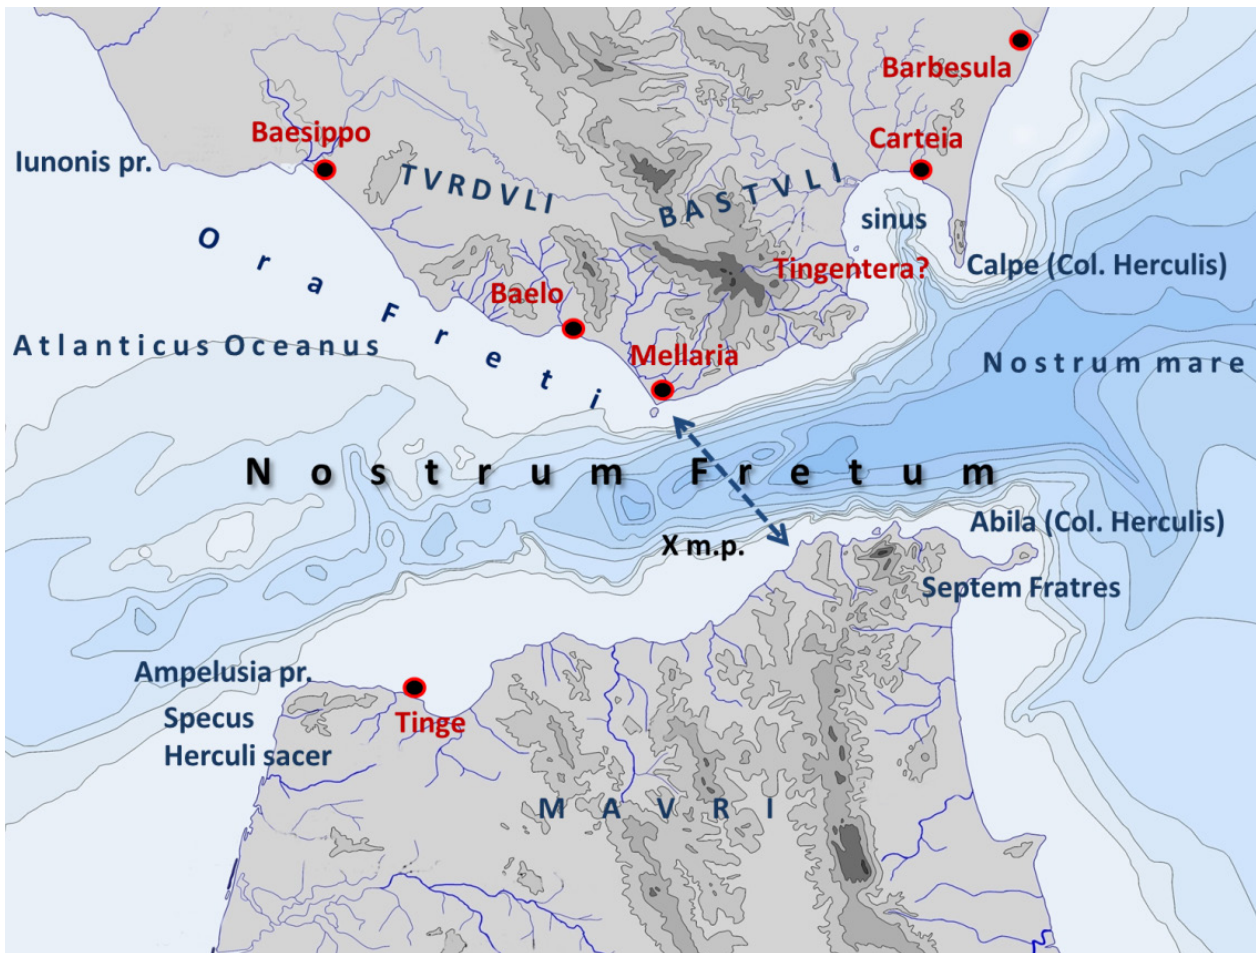 Barbesula
Baesippo
Carteia
Iunonis pr.
TVRDVLI
BASTVLI
sinus
Ora Freti
Tingentera?
Calpe (Col. Herculis)
Baelo
Atlanticus Oceanus
Mellaria
Nostrum mare
Nostrum Fretum
Abila (Col. Herculis)
X m.p.
Septem Fratres
Ampelusia pr.
Specus
Herculi sacer
Tinge
MAVRI